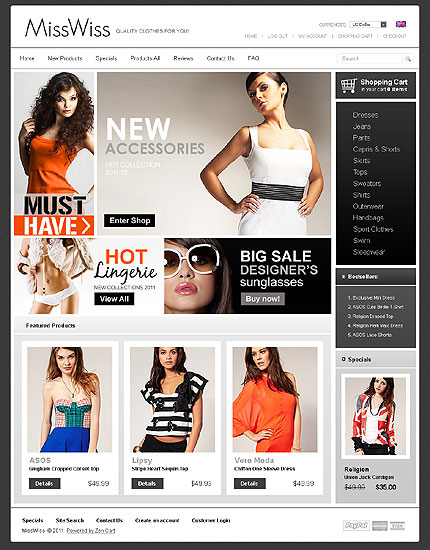 MissWiss QUALITY CLOTHES FOR YOU!
CURRENCIES: US Dollar
HOME | LOG OUT | MY ACCOUNT | SHOPPING CART | CHECKOUT
Home New Products Specials Products All Reviews Contact Us FAQ
Search
Shopping Cart
in your cart 0 items
NEW
ACCESSORIES
HOT COLLECTION
2011-12
Enter Shop
MUST
HAVE >
Dresses
Jeans
Pants
Capris & Shorts
Skirts
Tops
Sweaters
Shirts
Outerwear
Handbags
Sport Clothes
Swim
Sleepwear
HOT
Lingerie
NEW COLLECTIONS 2011
View All
BIG SALE
DESIGNER'S
sunglasses
Buy now!
Bestsellers
1. Exclusive Mini Dress
2. ASOS Cute White T-Shirt
3. Religion Draped Top
4. Religion Hem Wax Dress
5. ASOS Lace Shorts
Featured Products
Specials
ASOS
Gingham Cropped Corset Top
Details $49.99
Lipsy
Stripe Heart Sequin Top
Details $49.99
Vero Moda
Chiffon One Sleeve Dress
Details $49.99
Religion
Union Jack Cardigan
$49.99 $35.00
Specials Site Search Contact Us Create an account Customer Login
MissWiss © 2011. Powered by Zen Cart
PayPal